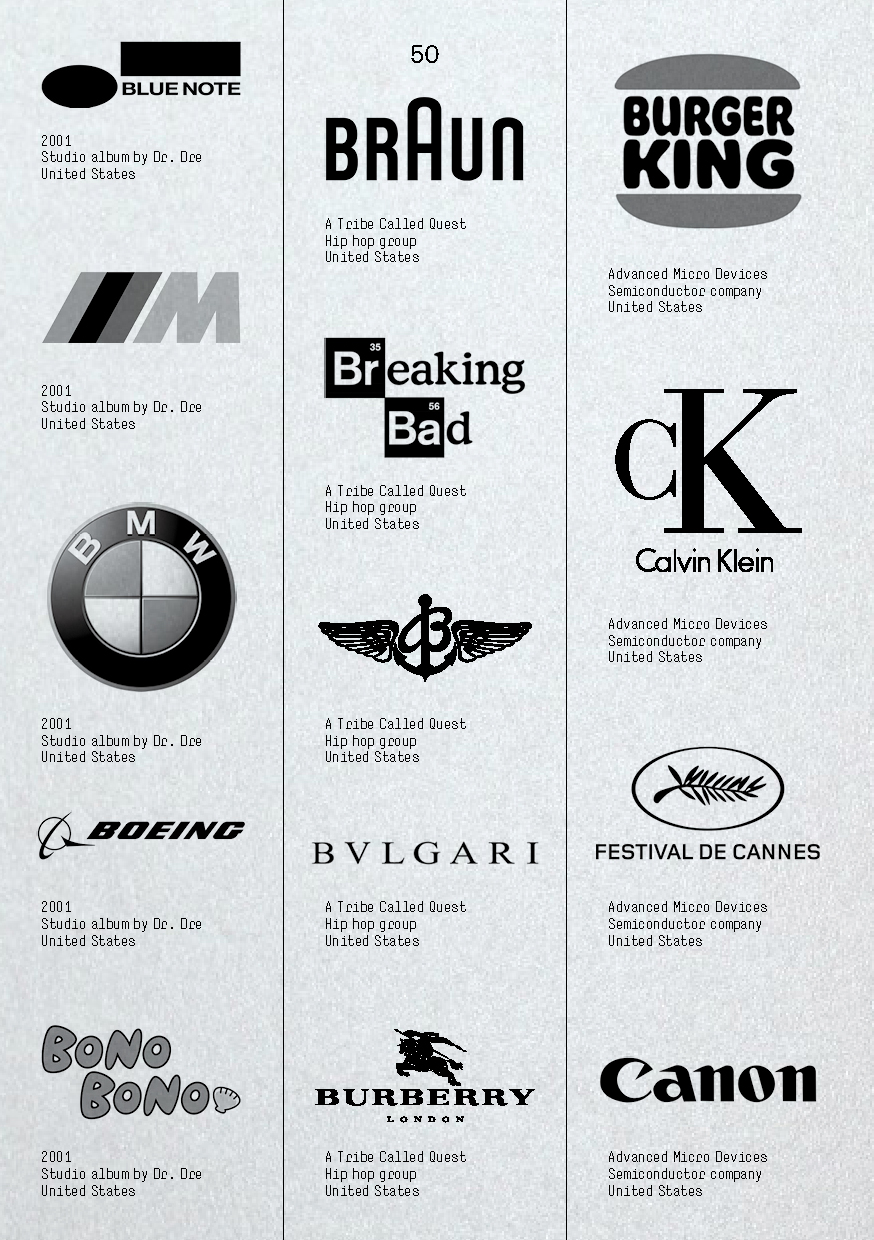 BLUE NOTE
2001
Studio album by Dr. Dre
United States
M
2001
Studio album by Dr. Dre
United States
BMW
2001
Studio album by Dr. Dre
United States
BOEING
2001
Studio album by Dr. Dre
United States
BONO
BONO
2001
Studio album by Dr. Dre
United States
50
BRAUN
A Tribe Called Quest
Hip hop group
United States
35
Breaking
56
Bad
A Tribe Called Quest
Hip hop group
United States
B
A Tribe Called Quest
Hip hop group
United States
BVLGARI
A Tribe Called Quest
Hip hop group
United States
BURBERRY
LONDON
A Tribe Called Quest
Hip hop group
United States
BURGER
KING
Advanced Micro Devices
Semiconductor company
United States
cK
Calvin Klein
Advanced Micro Devices
Semiconductor company
United States
FESTIVAL DE CANNES
Advanced Micro Devices
Semiconductor company
United States
Canon
Advanced Micro Devices
Semiconductor company
United States